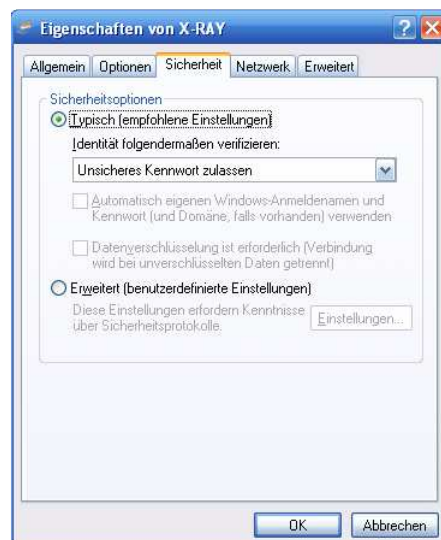 Eigenschaften von X-RAY
Allgemein Optionen Sicherheit Netzwerk Erweitert
Sicherheitsoptionen
Typisch (empfohlene Einstellungen)
Identität folgendermaßen verifizieren:
Unsicheres Kennwort zulassen
Automatisch eigenen Windows-Anmeldenamen und
Kennwort (und Domäne, falls vorhanden) verwenden
Datenverschlüsselung ist erforderlich (Verbindung
wird bei unverschlüsselten Daten getrennt)
Erweitert (benutzerdefinierte Einstellungen)
Diese Einstellungen erfordern Kenntnisse
über Sicherheitsprotokolle.
Einstellungen...
OK Abbrechen